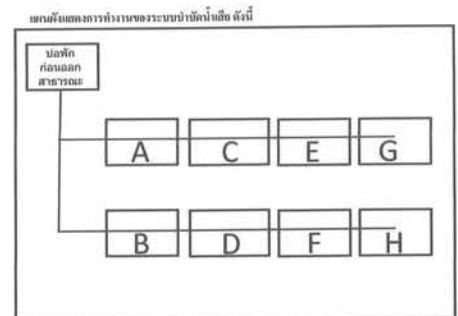 แผนผังแสดงการทำงานของระบบบำบัดน้ำเสีย ดังนี้
บ่อพัก
ก่อนออก
สาธารณะ
A C E G
B D F H